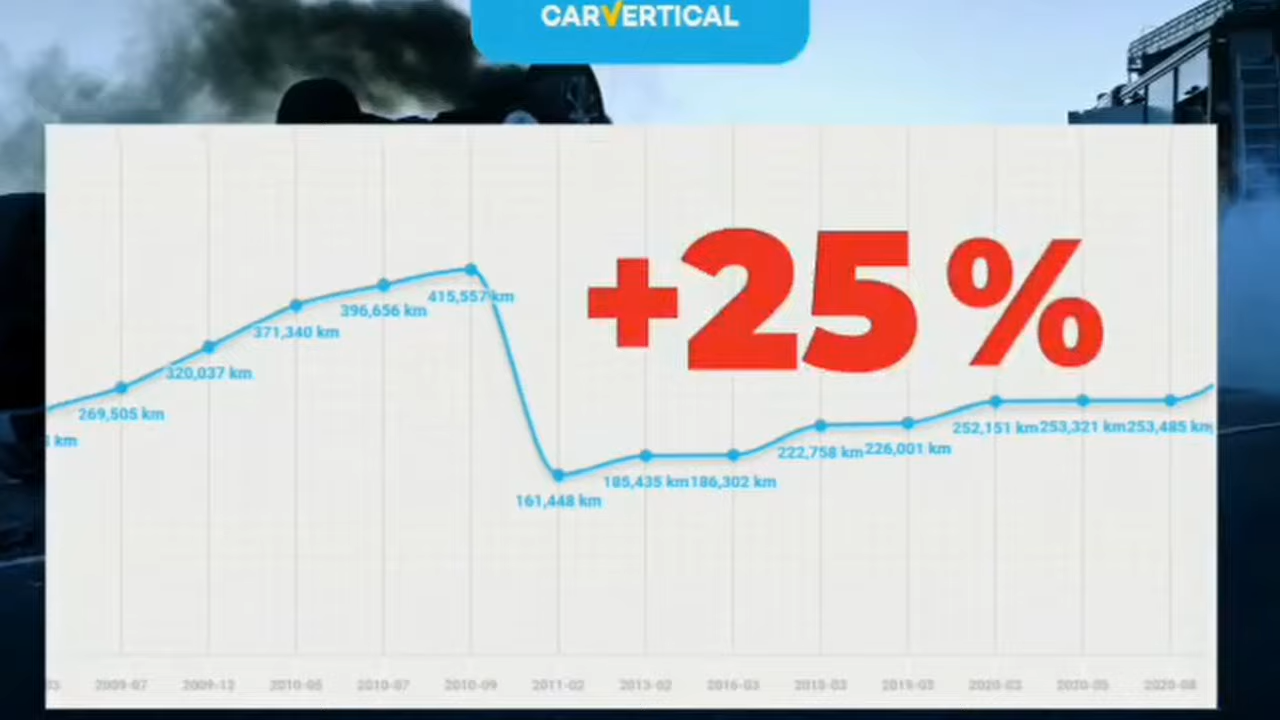 CARVERTICAL
+25%
415,557 km
396,656 km
371,340 km
320,037 km
269,505 km
km
252,151 km 253,321 km 253,485 km
222,758 km 226,001 km
185,435 km 186,302 km
161,448 km
03 2009-07 2009-12 2010-05 2010-07 2010-09 2011-02 2013-02 2016-03 2018-03 2019-03 2020-03 2020-05 2020-08